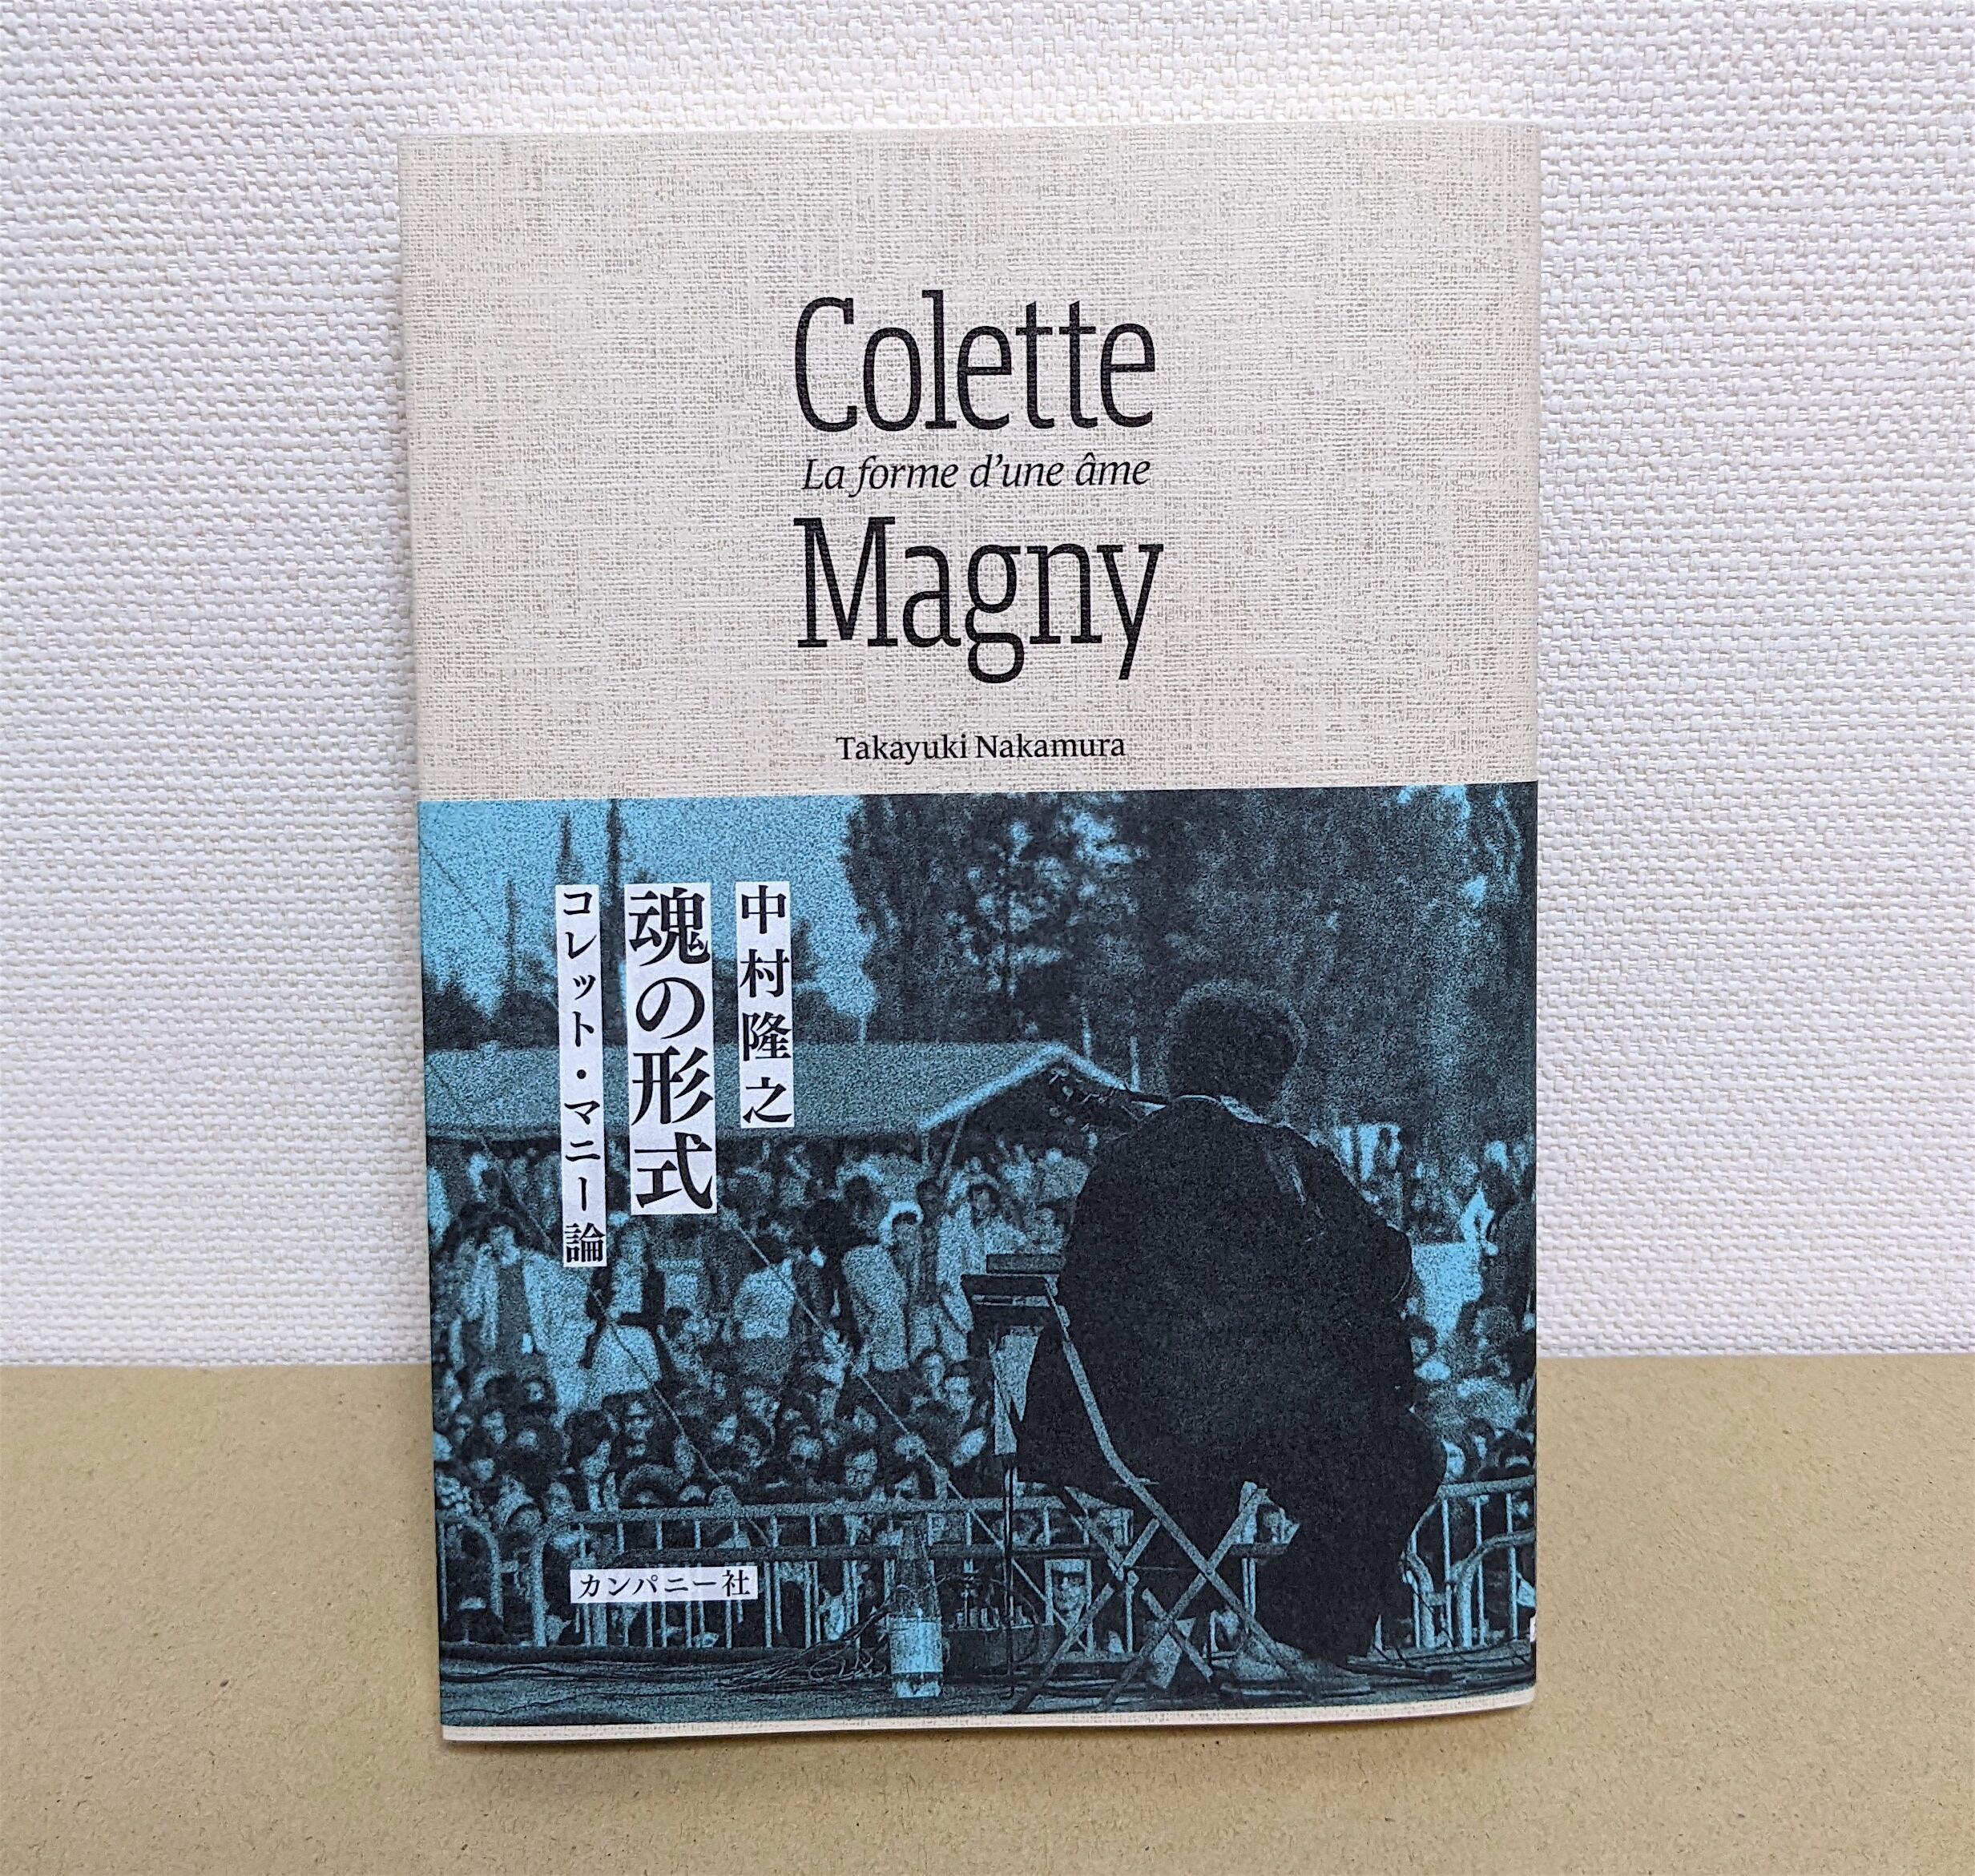 Colette
La forme d'une âme
Magny
Takayuki Nakamura
中村隆之
魂の形式
コレット・マニー論
カンパニー社